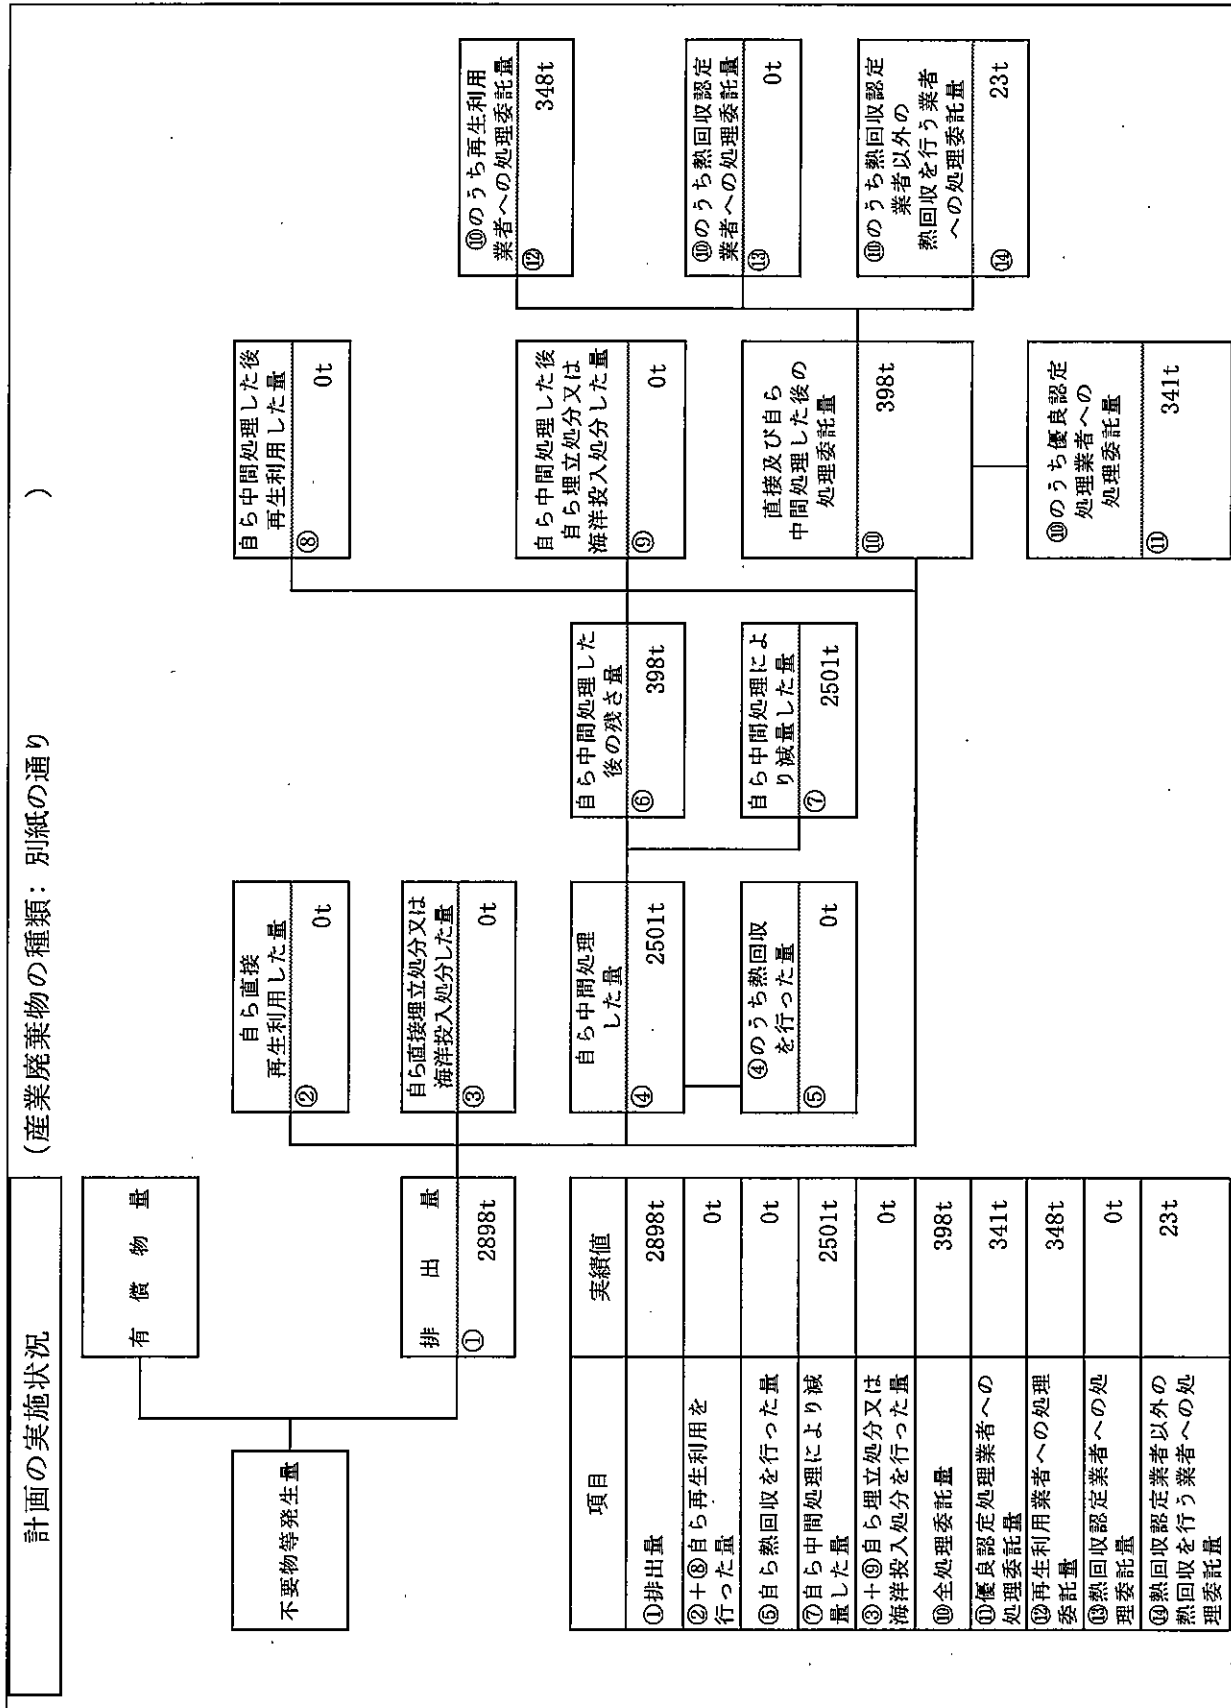 計画の実施状況
(産業廃棄物の種類：別紙の通り )
不要物等発生量
有償物量
排出量
① 2898t
自ら直接
再生利用した量
② 0t
自ら直接埋立処分又は
海洋投入処分した量
③ 0t
自ら中間処理
した量
④ 2501t
④のうち熱回収
を行った量
⑤ 0t
自ら中間処理した
後の残さ量
⑥ 398t
自ら中間処理によ
り減量した量
⑦ 2501t
自ら中間処理した後
再生利用した量
⑧ 0t
自ら中間処理した後
自ら埋立処分又は
海洋投入処分した量
⑨ 0t
直接及び自ら
中間処理した後の
処理委託量
⑩ 398t
⑩のうち優良認定
処理業者への
処理委託量
⑪ 341t
⑩のうち再生利用
業者への処理委託量
⑫ 348t
⑩のうち熱回収認定
業者への処理委託量
⑬ 0t
⑩のうち熱回収認定
業者以外の
熱回収を行う業者
への処理委託量
⑭ 23t
項目 実績値
①排出量 2898t
②＋⑧自ら再生利用を
行った量 0t
⑤自ら熱回収を行った量 0t
⑦自ら中間処理により減
量した量 2501t
③＋⑨自ら埋立処分又は
海洋投入処分を行った量 0t
⑩全処理委託量 398t
⑪優良認定処理業者への
処理委託量 341t
⑫再生利用業者への処理
委託量 348t
⑬熱回収認定業者への処
理委託量 0t
⑭熱回収認定業者以外の
熱回収を行う業者への処
理委託量 23t